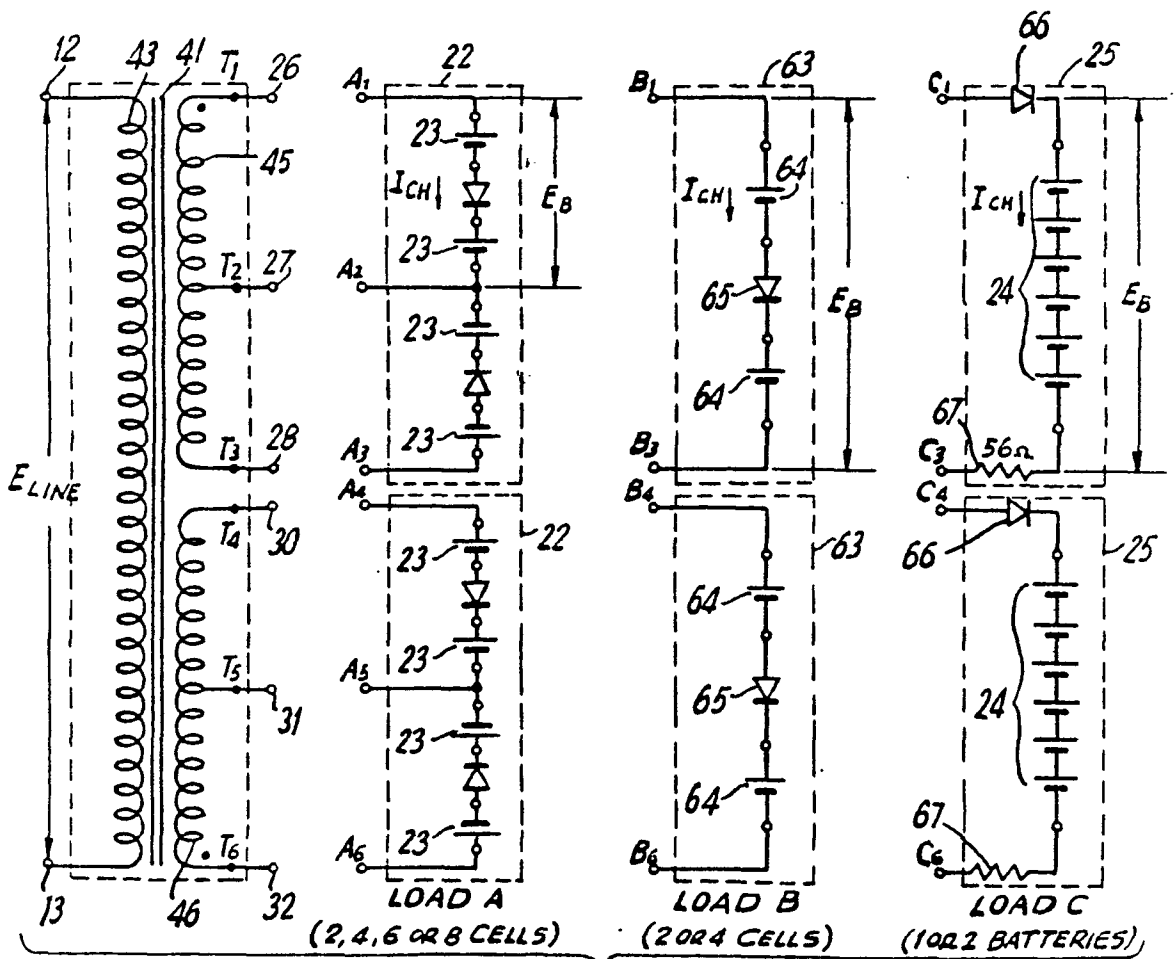 12
43
41
T1
26
45
T2
27
T3
28
ELINE
T4
30
T5
31
T6
13
46
32
A1
22
23
ICH
EB
23
A2
23
23
A3
A4
22
23
23
A5
23
23
A6
LOAD A
(2,4,6 OR 8 CELLS)
B1
63
ICH
64
65
EB
64
B3
B4
63
64
65
64
B6
LOAD B
(2 OR 4 CELLS)
66
25
C1
ICH
24
EB
67
56Ω
C3
C4
66
25
24
67
C6
LOAD C
(1 OR 2 BATTERIES)